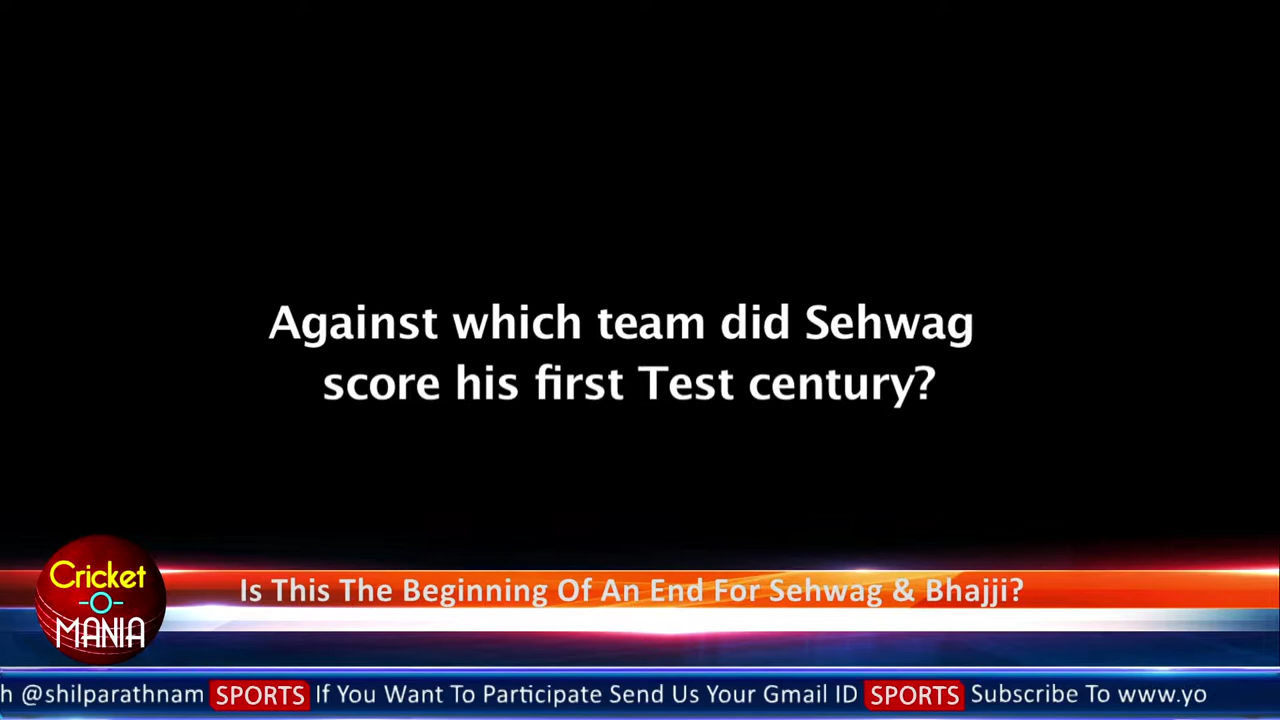 Against which team did Sehwag
score his first Test century?
Cricket
-O-
MANIA
Is This The Beginning Of An End For Sehwag & Bhajji?
h @shilparathnam SPORTS If You Want To Participate Send Us Your Gmail ID SPORTS Subscribe To www.yo